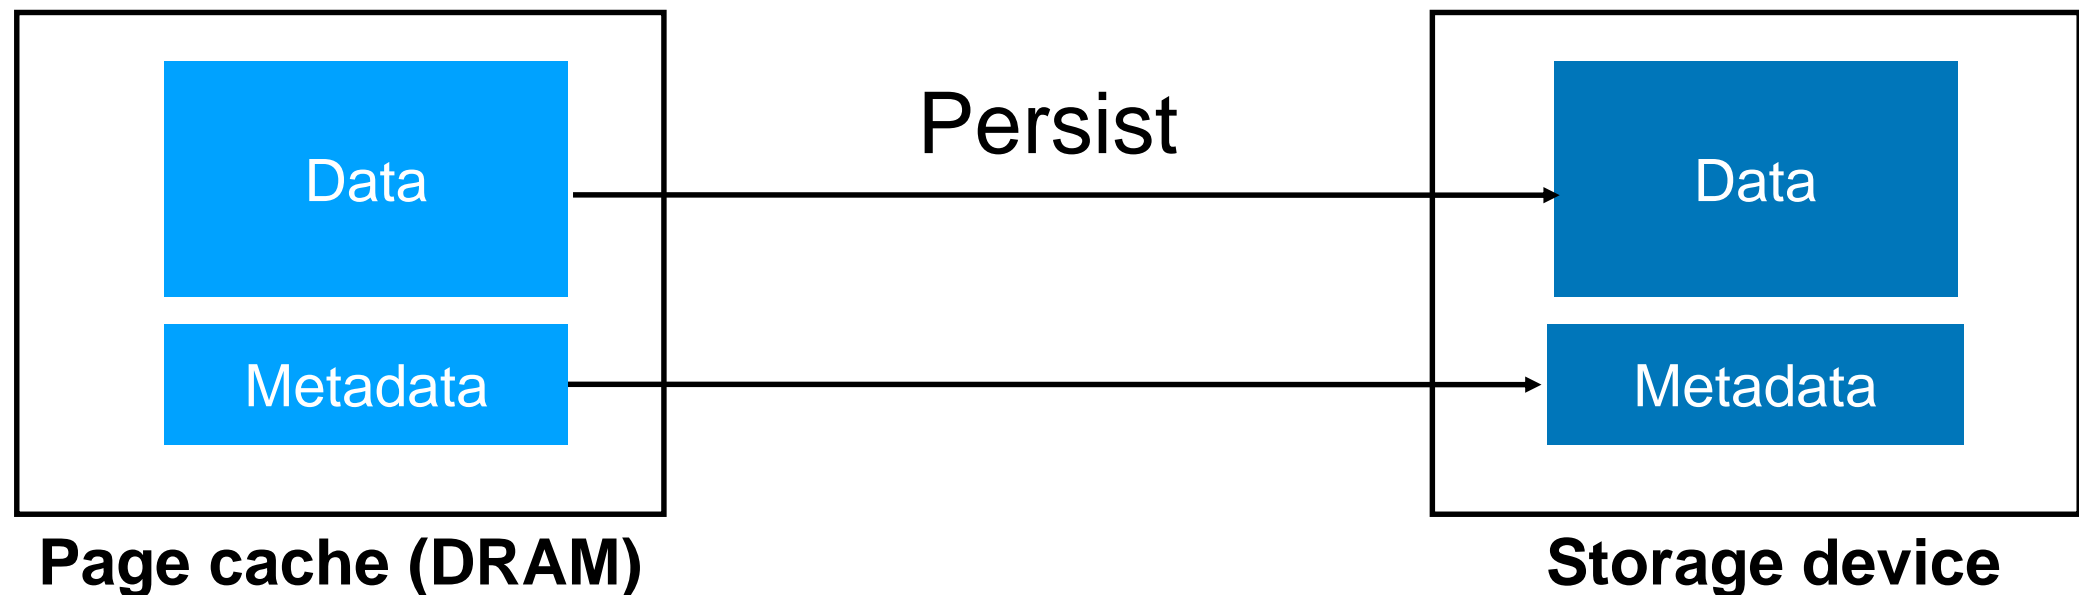 Persist
Data
Data
Metadata
Metadata
Page cache (DRAM)
Storage device